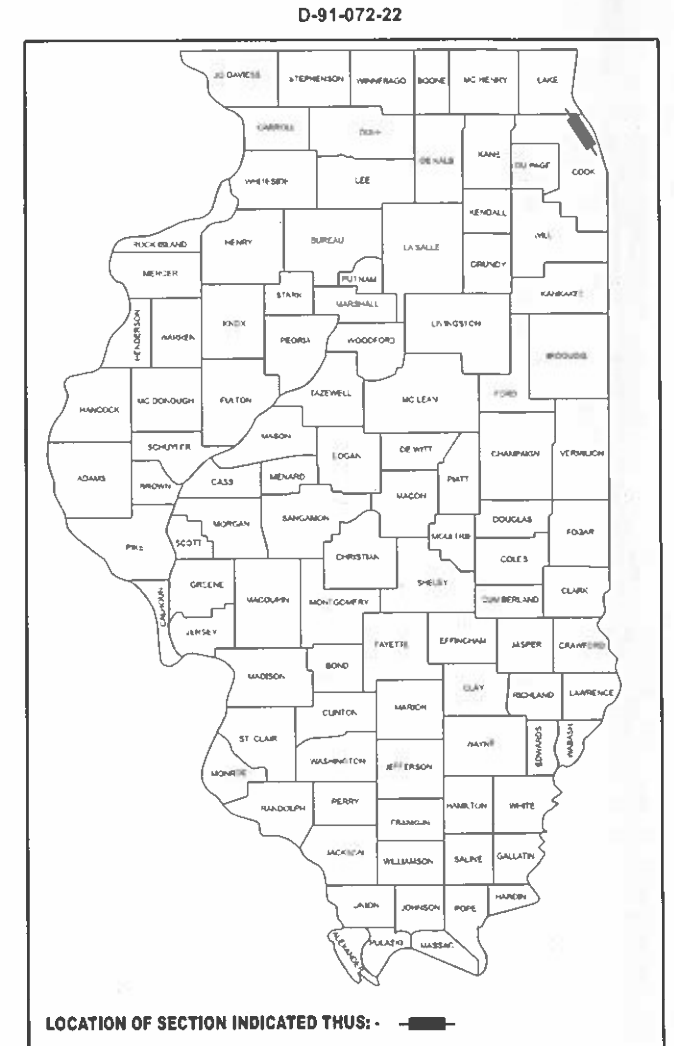 D-91-072-22
JO DAVIESS STEPHENSON WINNEBAGO BOONE MC HENRY LAKE
CARROLL KANE DU PAGE COOK
DE KALB
WHITESIDE LEE
KENDALL
ROCK ISLAND HENRY BUREAU LA SALLE WILL
MERCER PUTNAM GRUNDY
STARK MARSHALL KANKAKEE
HENDERSON WARREN KNOX PEORIA WOODFORD LIVINGSTON
IROQUOIS
HANCOCK MC DONOUGH FULTON TAZEWELL MC LEAN FORD
MASON
SCHUYLER LOGAN DE WITT CHAMPAIGN VERMILION
ADAMS BROWN CASS MENARD PIATT
MACON
MORGAN SANGAMON DOUGLAS
PIKE SCOTT CHRISTIAN MOULTRIE EDGAR
COLES
GREENE SHELBY
CALHOUN MACOUPIN MONTGOMERY CUMBERLAND CLARK
JERSEY FAYETTE EFFINGHAM JASPER CRAWFORD
MADISON BOND
CLAY RICHLAND LAWRENCE
CLINTON MARION
ST. CLAIR WAYNE EDWARDS WABASH
MONROE WASHINGTON JEFFERSON
RANDOLPH PERRY HAMILTON WHITE
FRANKLIN
JACKSON WILLIAMSON SALINE GALLATIN
UNION JOHNSON POPE HARDIN
ALEXANDER PULASKI MASSAC
LOCATION OF SECTION INDICATED THUS: -